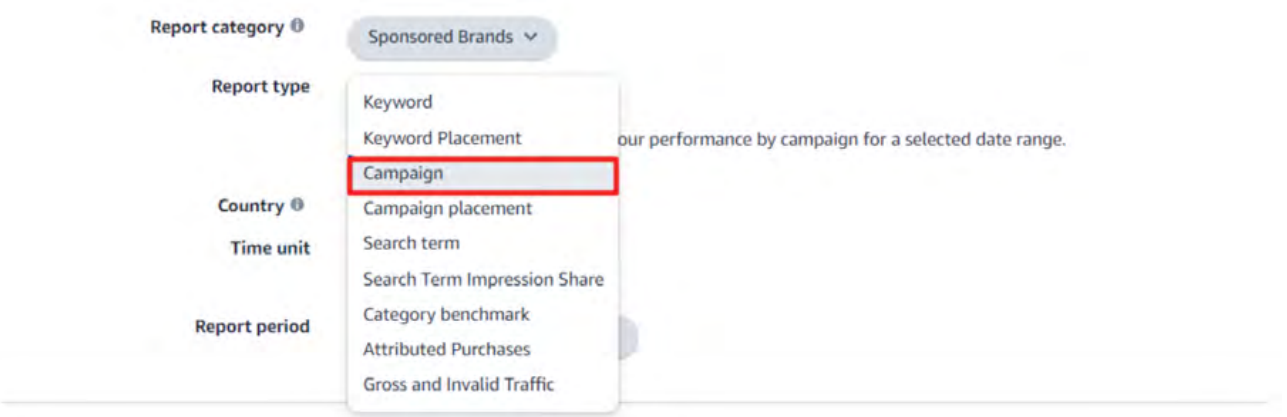 Report category
Sponsored Brands
Report type
Keyword
Keyword Placement
our performance by campaign for a selected date range.
Campaign
Country
Campaign placement
Time unit
Search term
Search Term Impression Share
Category benchmark
Report period
Attributed Purchases
Gross and Invalid Traffic